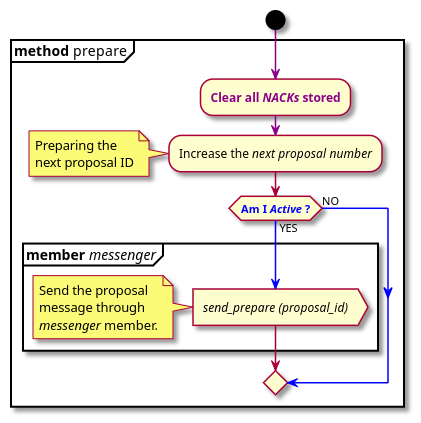 method prepare
Clear all NACKs stored
Preparing the
next proposal ID
Increase the next proposal number
Am I Active ?
NO
YES
member messenger
Send the proposal
message through
messenger member.
send_prepare (proposal_id)